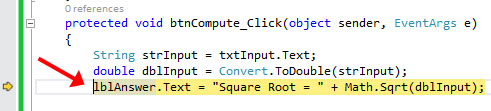 0 references
protected void btnCompute_Click(object sender, EventArgs e)
{
String strInput = txtInput.Text;
double dblInput = Convert.ToDouble(strInput);
lblAnswer.Text = "Square Root = " + Math.Sqrt(dblInput);